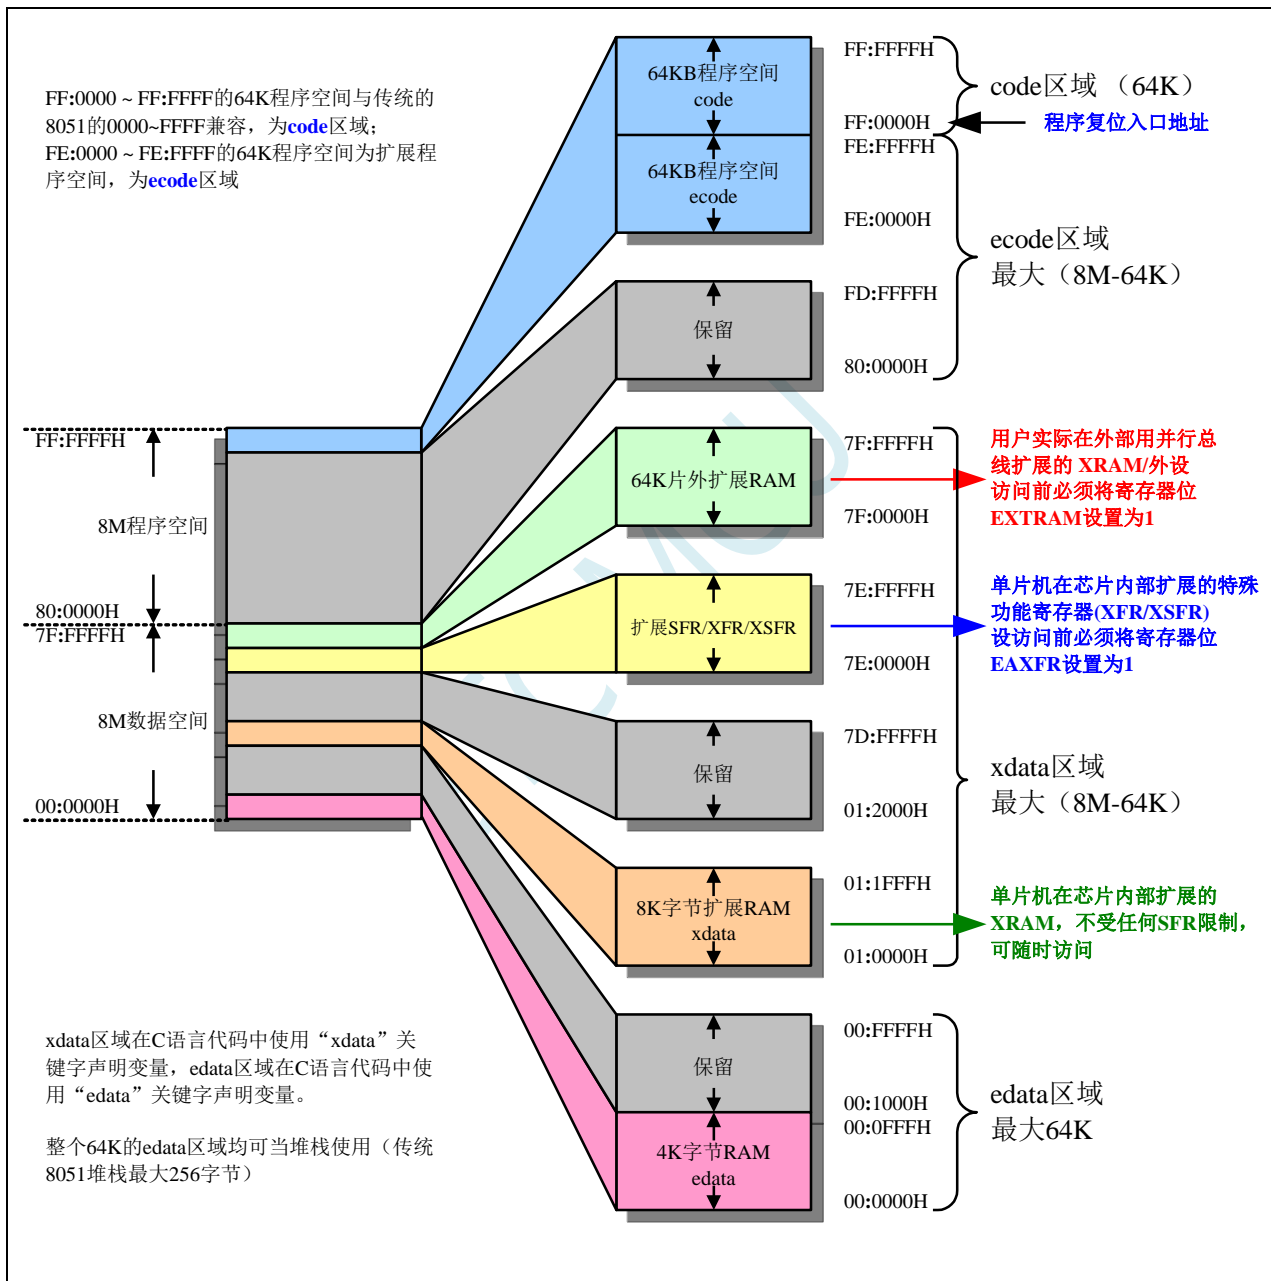 FF:0000 ~ FF:FFFF的64K程序空间与传统的
8051的0000~FFFF兼容，为code区域；
FE:0000 ~ FE:FFFF的64K程序空间为扩展程
序空间，为ecode区域
64KB程序空间
code
64KB程序空间
ecode
FF:FFFFH
FF:0000H
FE:FFFFH
FE:0000H
code区域 （64K）
程序复位入口地址
ecode区域
最大（8M-64K）
保留
FD:FFFFH
80:0000H
FF:FFFFH
8M程序空间
80:0000H
7F:FFFFH
8M数据空间
00:0000H
64K片外扩展RAM
7F:FFFFH
7F:0000H
用户实际在外部用并行总
线扩展的 XRAM/外设
访问前必须将寄存器位
EXTRAM设置为1
扩展SFR/XFR/XSFR
7E:FFFFH
7E:0000H
单片机在芯片内部扩展的特殊
功能寄存器(XFR/XSFR)
设访问前必须将寄存器位
EAXFR设置为1
保留
7D:FFFFH
01:2000H
xdata区域
最大（8M-64K）
8K字节扩展RAM
xdata
01:1FFFH
01:0000H
单片机在芯片内部扩展的
XRAM，不受任何SFR限制，
可随时访问
保留
00:FFFFH
00:1000H
00:0FFFH
4K字节RAM
edata
00:0000H
edata区域
最大64K
xdata区域在C语言代码中使用“xdata”关
键字声明变量，edata区域在C语言代码中使
用“edata”关键字声明变量。
整个64K的edata区域均可当堆栈使用（传统
8051堆栈最大256字节）